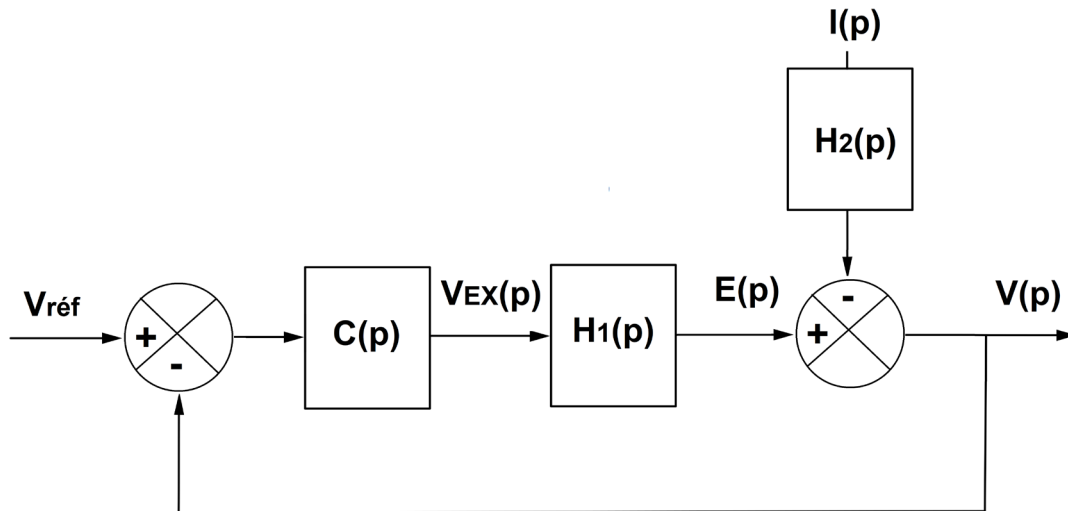 I(p)
H2(p)
Vréf
+
-
C(p)
VEX(p)
H1(p)
E(p)
-
+
V(p)